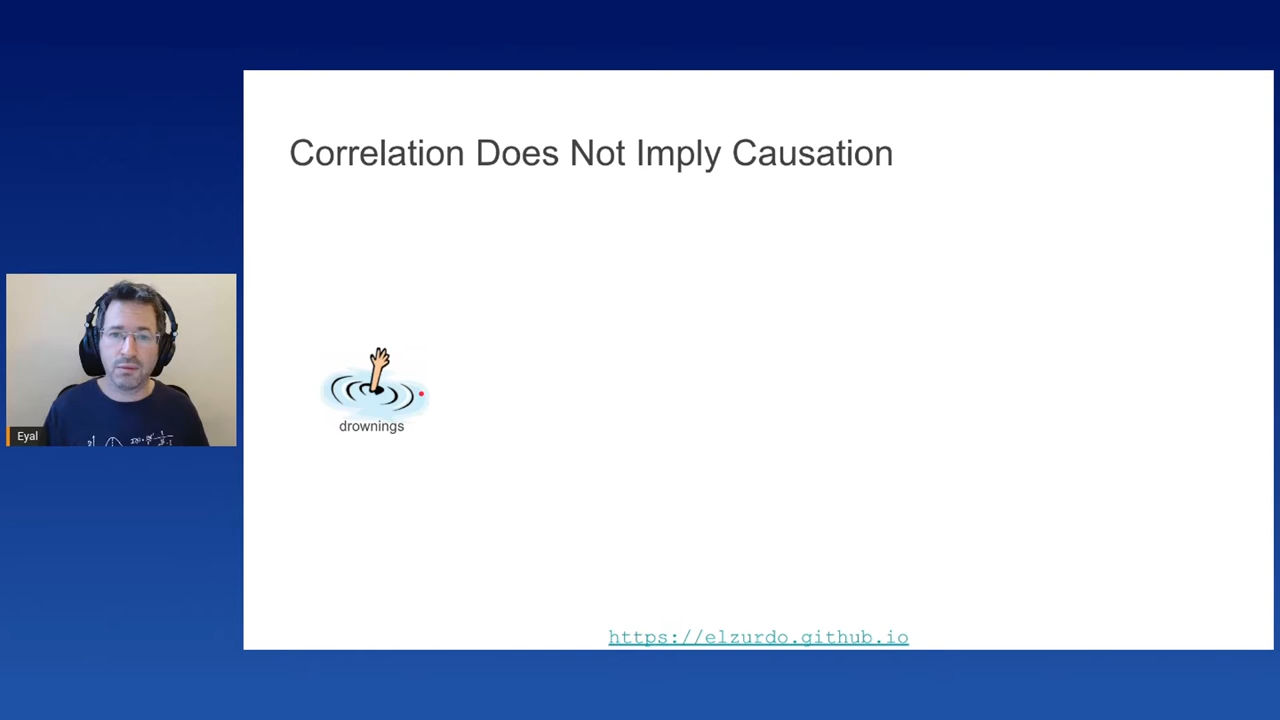 Correlation Does Not Imply Causation
drownings
Eyal
https://elzurdo.github.io